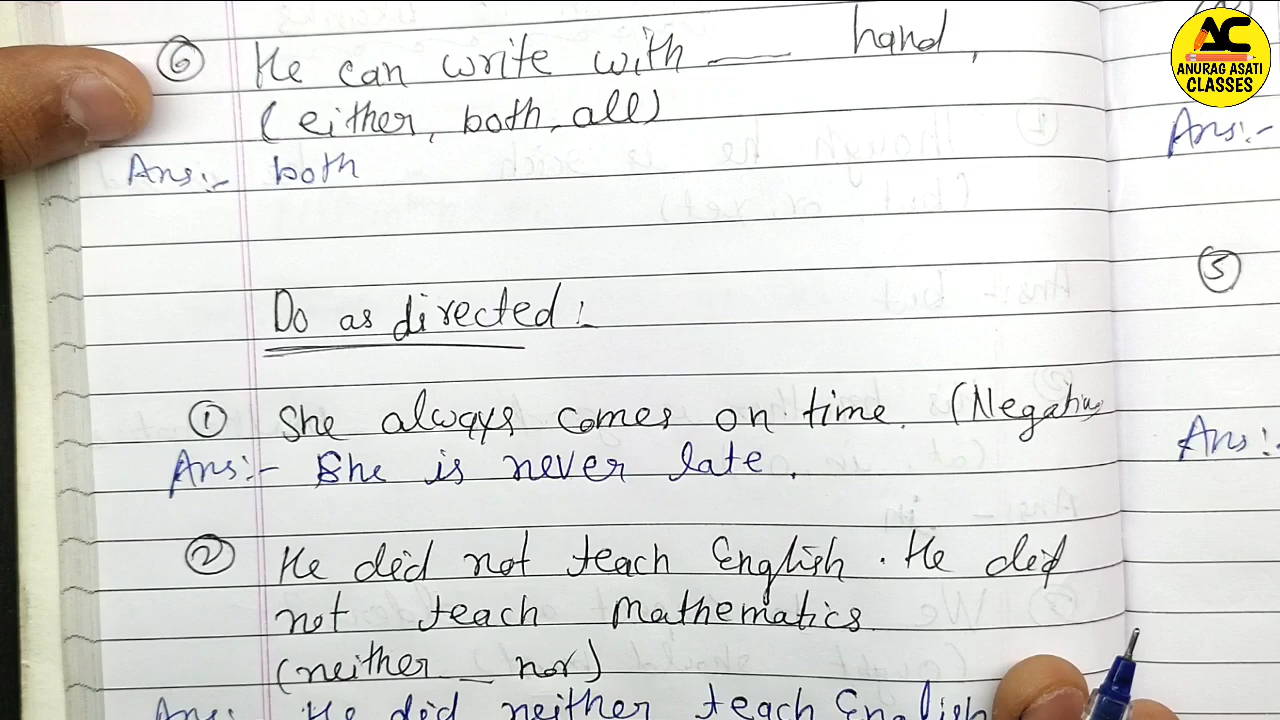 ⑥ He can write with ___ hand.
(either, both, all)
Ans:- both
Do as directed:-
① She always comes on time. (Negative
Ans:- She is never late.
② He did not teach English. He did
not teach mathematics
(neither _ nor)
Ans: He did neither teach English
AC
ANURAG ASATI
CLASSES
Ans:-
⑤
Ans:-